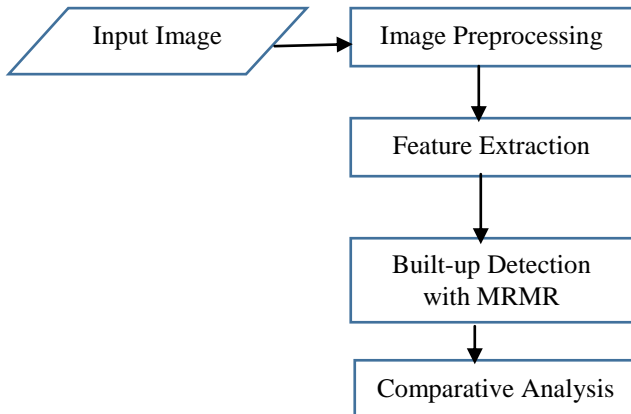 Input Image
Image Preprocessing
Feature Extraction
Built-up Detection
with MRMR
Comparative Analysis